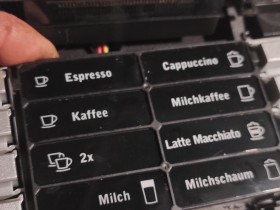 Espresso
Cappuccino
Kaffee
Milchkaffee
2x
Latte Macchiato
Milch
Milchschaum